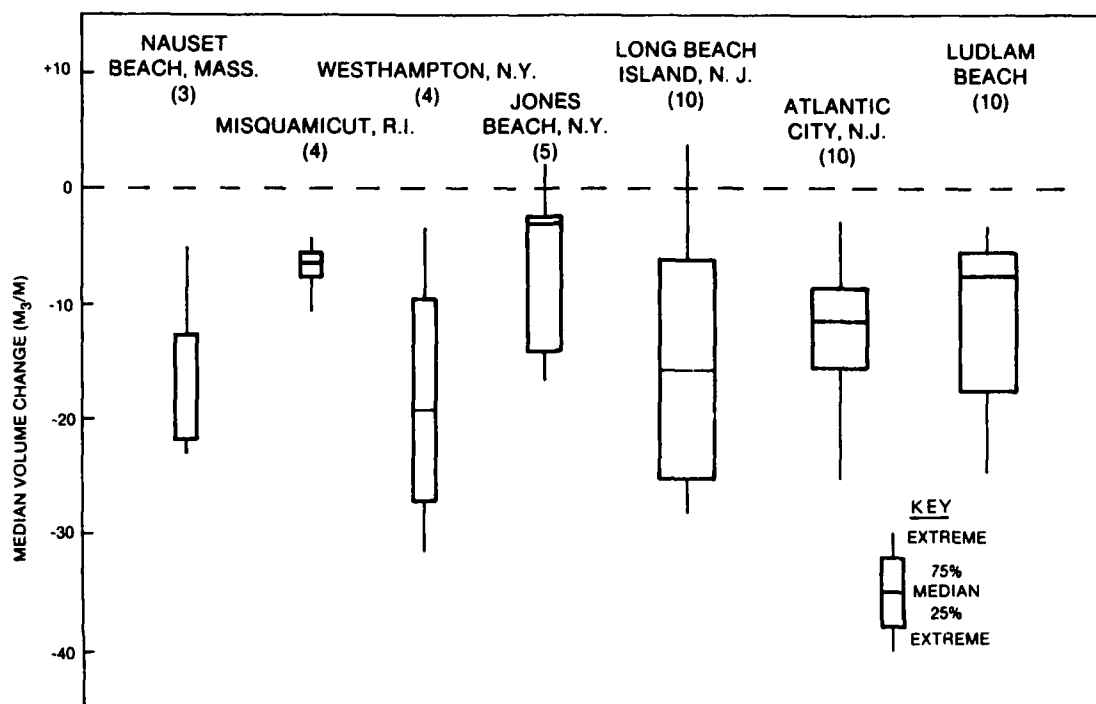 NAUSET
BEACH, MASS.
(3)
MISQUAMICUT, R.I.
(4)
WESTHAMPTON, N.Y.
(4)
JONES
BEACH, N.Y.
(5)
LONG BEACH
ISLAND, N. J.
(10)
ATLANTIC
CITY, N.J.
(10)
LUDLAM
BEACH
(10)
+10
0
-10
-20
-30
-40
MEDIAN VOLUME CHANGE (M3/M)
KEY
EXTREME
75%
MEDIAN
25%
EXTREME